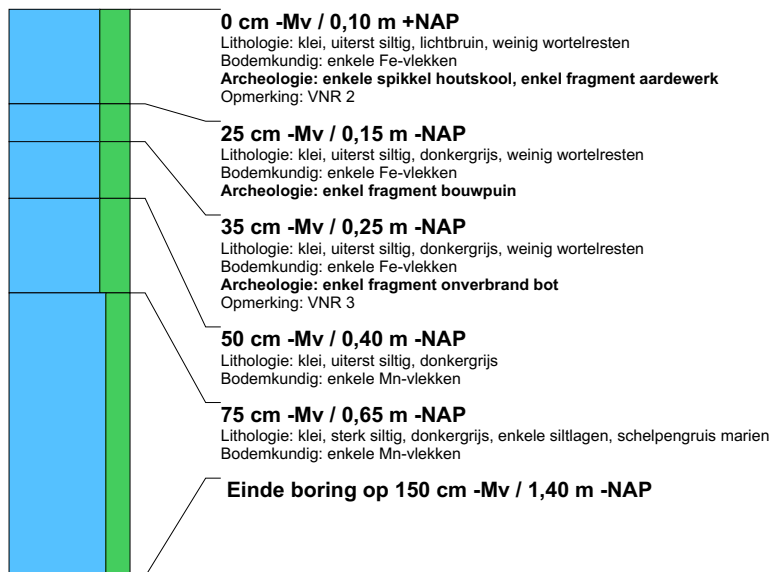 0 cm -Mv / 0,10 m +NAP
Lithologie: klei, uiterst siltig, lichtbruin, weinig wortelresten
Bodemkundig: enkele Fe-vlekken
Archeologie: enkele spikkel houtskool, enkel fragment aardewerk
Opmerking: VNR 2
25 cm -Mv / 0,15 m -NAP
Lithologie: klei, uiterst siltig, donkergrijs, weinig wortelresten
Bodemkundig: enkele Fe-vlekken
Archeologie: enkel fragment bouwpuin
35 cm -Mv / 0,25 m -NAP
Lithologie: klei, uiterst siltig, donkergrijs, weinig wortelresten
Bodemkundig: enkele Fe-vlekken
Archeologie: enkel fragment onverbrand bot
Opmerking: VNR 3
50 cm -Mv / 0,40 m -NAP
Lithologie: klei, uiterst siltig, donkergrijs
Bodemkundig: enkele Mn-vlekken
75 cm -Mv / 0,65 m -NAP
Lithologie: klei, sterk siltig, donkergrijs, enkele siltlagen, schelpengruis marien
Bodemkundig: enkele Mn-vlekken
Einde boring op 150 cm -Mv / 1,40 m -NAP